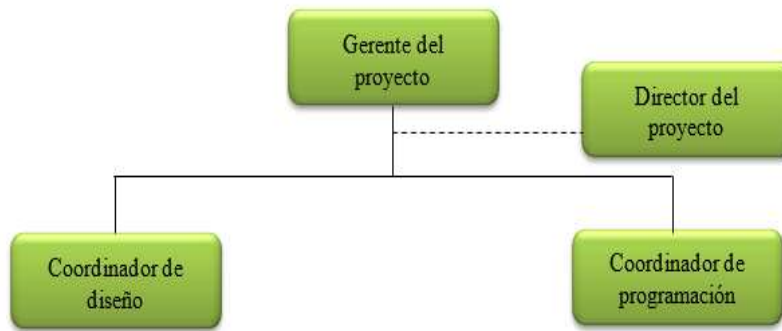 Gerente del
proyecto
Director del
proyecto
Coordinador de
diseño
Coordinador de
programación